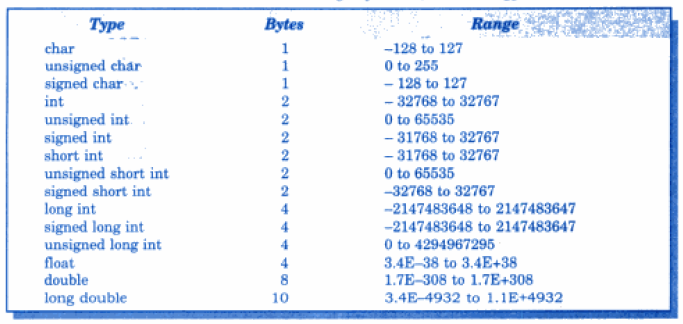 Type Bytes Range
char 1 –128 to 127
unsigned char 1 0 to 255
signed char 1 – 128 to 127
int 2 – 32768 to 32767
unsigned int 2 0 to 65535
signed int 2 – 31768 to 32767
short int 2 – 31768 to 32767
unsigned short int 2 0 to 65535
signed short int 2 –32768 to 32767
long int 4 –2147483648 to 2147483647
signed long int 4 –2147483648 to 2147483647
unsigned long int 4 0 to 4294967295
float 4 3.4E–38 to 3.4E+38
double 8 1.7E–308 to 1.7E+308
long double 10 3.4E–4932 to 1.1E+4932